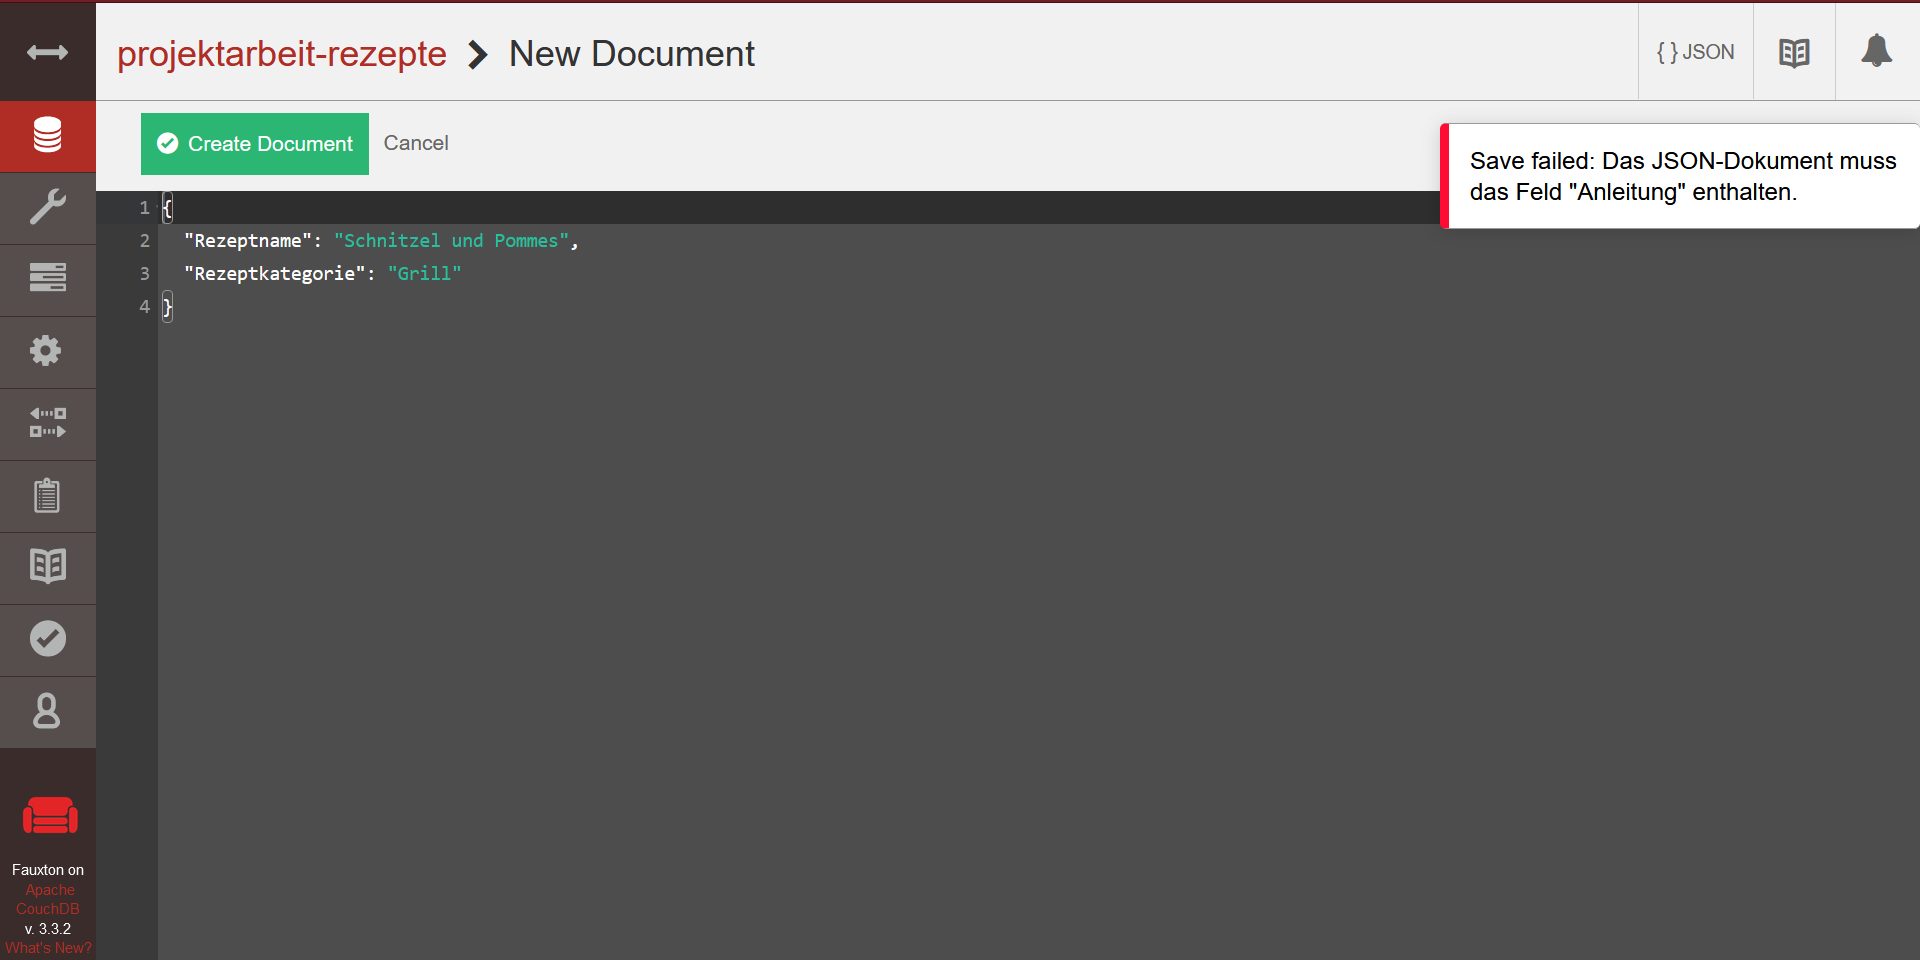 projektarbeit-rezepte > New Document
{ } JSON
Create Document
Cancel
Save failed: Das JSON-Dokument muss
das Feld "Anleitung" enthalten.
1 {
2 "Rezeptname": "Schnitzel und Pommes",
3 "Rezeptkategorie": "Grill"
4 }
Fauxton on
Apache
CouchDB
v. 3.3.2
What's New?